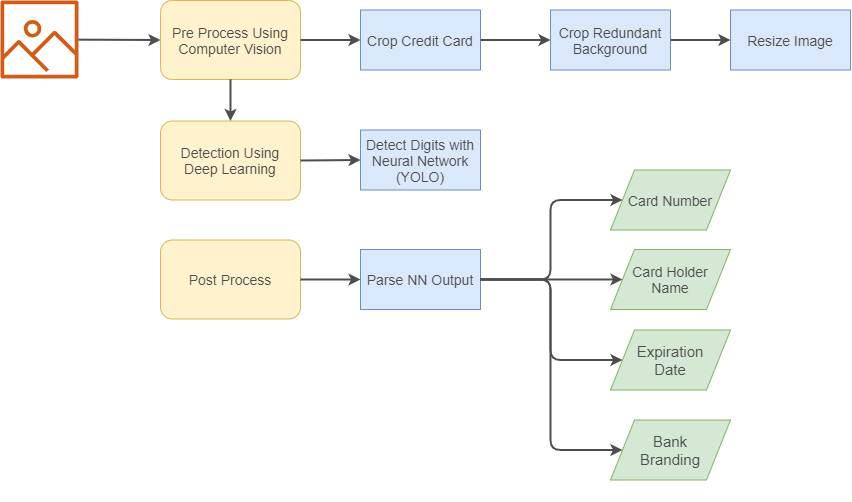 Pre Process Using
Computer Vision
Crop Credit Card
Crop Redundant
Background
Resize Image
Detection Using
Deep Learning
Detect Digits with
Neural Network
(YOLO)
Card Number
Post Process
Parse NN Output
Card Holder
Name
Expiration
Date
Bank
Branding